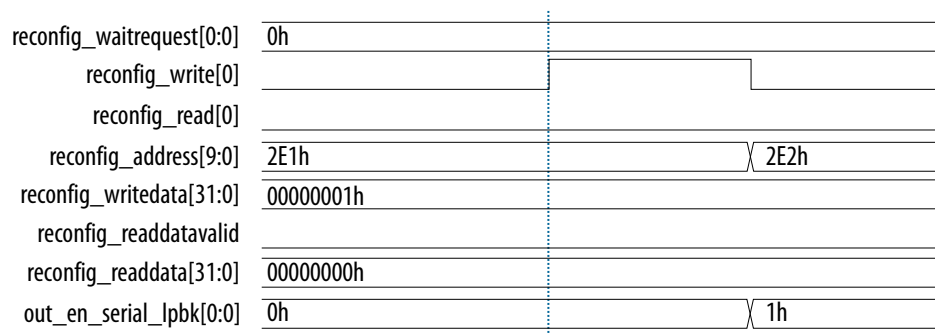 reconfig_waitrequest[0:0] 0h
reconfig_write[0]
reconfig_read[0]
reconfig_address[9:0] 2E1h 2E2h
reconfig_writedata[31:0] 00000001h
reconfig_readdatavalid
reconfig_readdata[31:0] 00000000h
out_en_serial_lpbk[0:0] 0h 1h